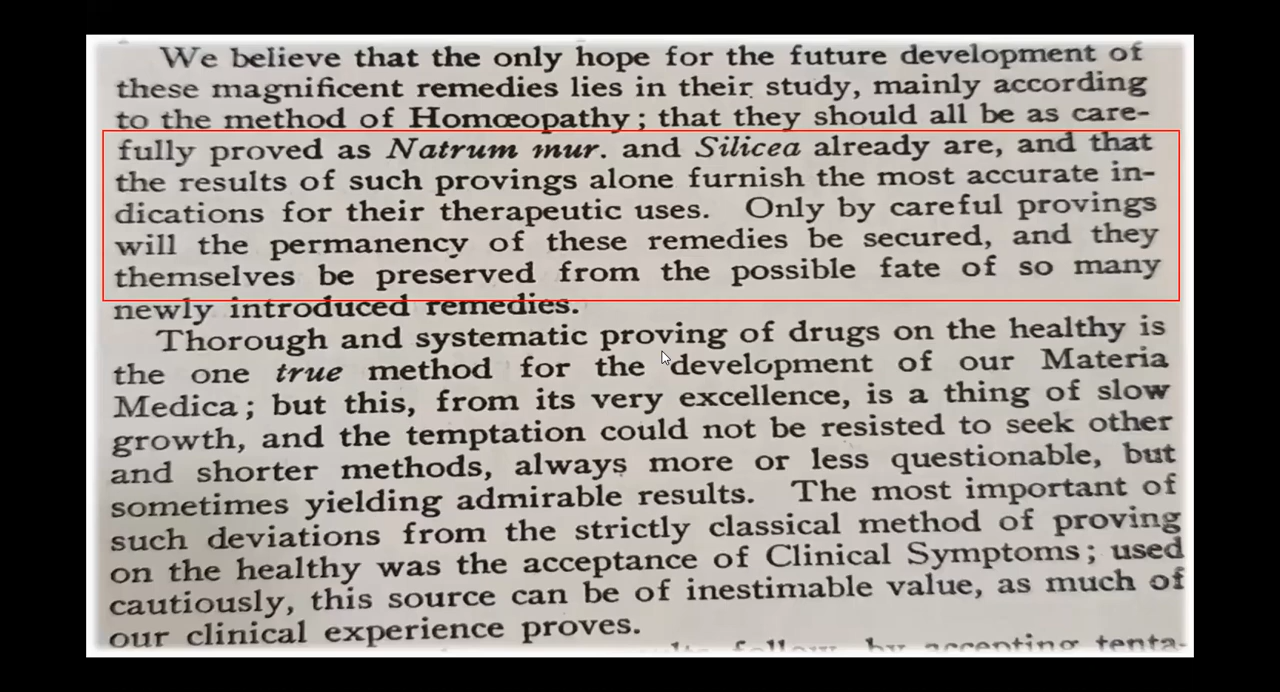 We believe that the only hope for the future development of
these magnificent remedies lies in their study, mainly according
to the method of Homœopathy; that they should all be as care-
fully proved as Natrum mur. and Silicea already are, and that
the results of such provings alone furnish the most accurate in-
dications for their therapeutic uses. Only by careful provings
will the permanency of these remedies be secured, and they
themselves be preserved from the possible fate of so many
newly introduced remedies.
Thorough and systematic proving of drugs on the healthy is
the one true method for the development of our Materia
Medica; but this, from its very excellence, is a thing of slow
growth, and the temptation could not be resisted to seek other
and shorter methods, always more or less questionable, but
sometimes yielding admirable results. The most important of
such deviations from the strictly classical method of proving
on the healthy was the acceptance of Clinical Symptoms; used
cautiously, this source can be of inestimable value, as much of
our clinical experience proves.
follow by accepting tenta-